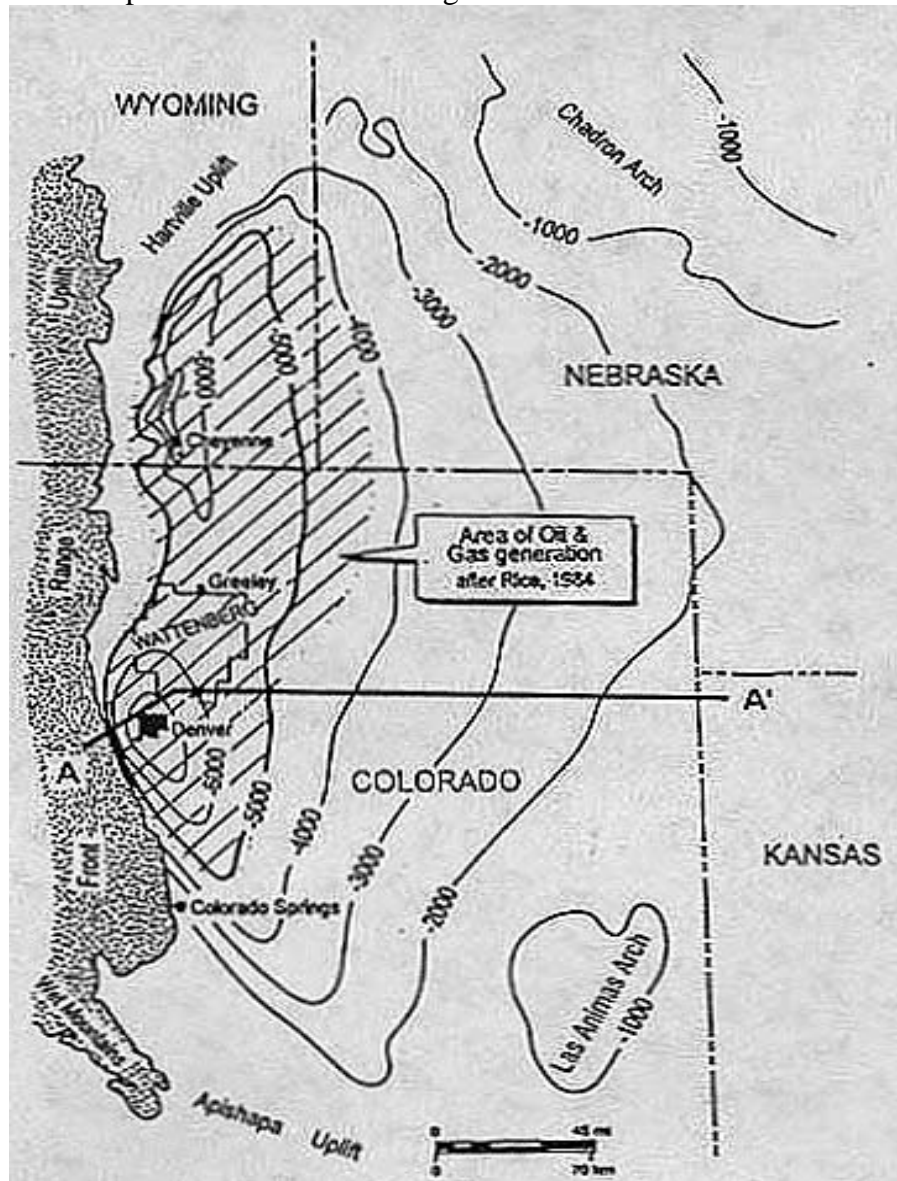 WYOMING
Hartville Uplift
Chadron Arch
-1000
-1000
-2000
-3000
-4000
-5000
-5000
NEBRASKA
Uplift
Cheyenne
Area of Oil &
Gas generation
after Rice, 1984
Range
Greeley
WATTENBERG
A'
Denver
A
-6000
-5000
COLORADO
-4000
-3000
-2000
KANSAS
Front
Colorado Springs
Las Animas Arch
-1000
Wet Mountains
Apishapa Uplift
0 45 mi
0 70 km